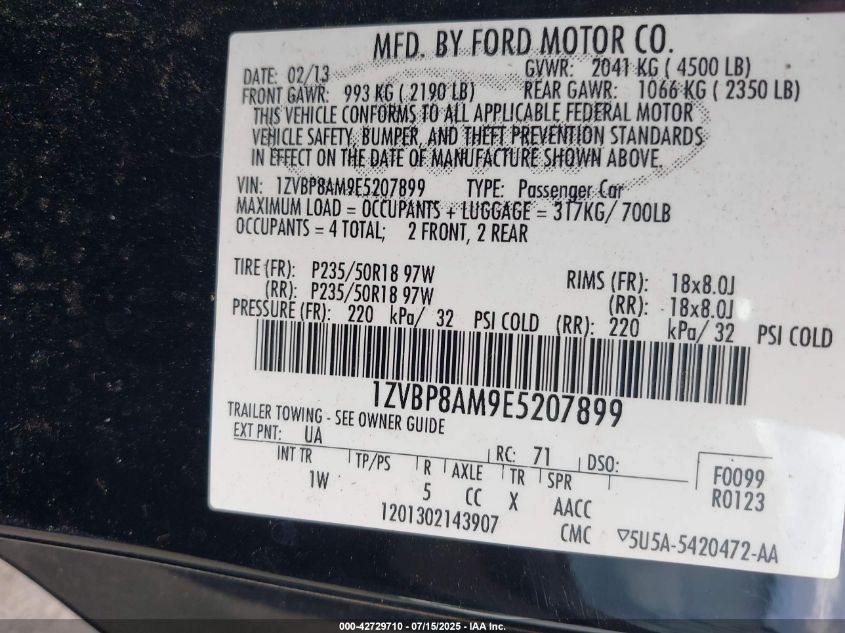 MFD. BY FORD MOTOR CO.
DATE: 02/13 GVWR: 2041 KG ( 4500 LB)
FRONT GAWR: 993 KG ( 2190 LB) REAR GAWR: 1066 KG ( 2350 LB)
THIS VEHICLE CONFORMS TO ALL APPLICABLE FEDERAL MOTOR
VEHICLE SAFETY, BUMPER, AND THEFT PREVENTION STANDARDS
IN EFFECT ON THE DATE OF MANUFACTURE SHOWN ABOVE.
VIN: 1ZVBP8AM9E5207899 TYPE: Passenger Car
MAXIMUM LOAD = OCCUPANTS + LUGGAGE = 317KG/ 700LB
OCCUPANTS = 4 TOTAL; 2 FRONT, 2 REAR
TIRE (FR): P235/50R18 97W RIMS (FR): 18x8.0J
(RR): P235/50R18 97W (RR): 18x8.0J
PRESSURE (FR): 220 kPa/ 32 PSI COLD (RR): 220 kPa/ 32 PSI COLD
1ZVBP8AM9E5207899
TRAILER TOWING - SEE OWNER GUIDE
EXT PNT: UA RC: 71 DSO: F0099
INT TR TP/PS R AXLE TR SPR R0123
1W 5 CC X AACC
1201302143907 CMC ▽5U5A-5420472-AA
000-42729710 - 07/15/2025 - IAA Inc.